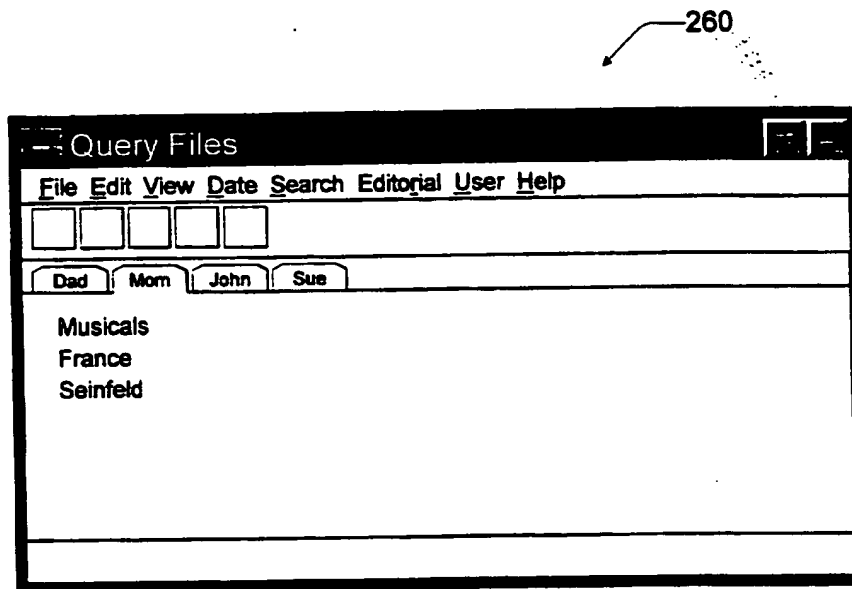 260
Query Files
File Edit View Date Search Editorial User Help
Dad Mom John Sue
Musicals
France
Seinfeld